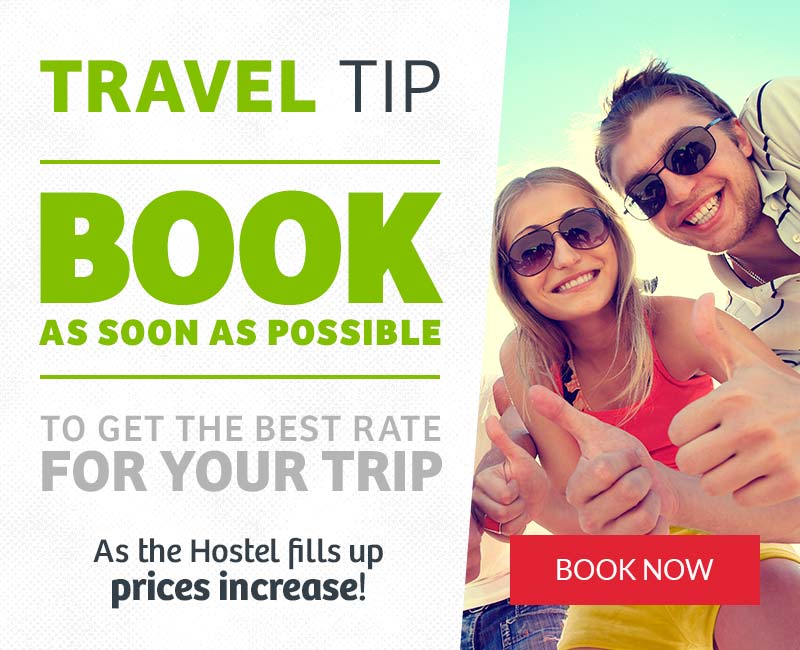 TRAVEL TIP
BOOK
AS SOON AS POSSIBLE
TO GET THE BEST RATE
FOR YOUR TRIP
As the Hostel fills up
prices increase!
BOOK NOW